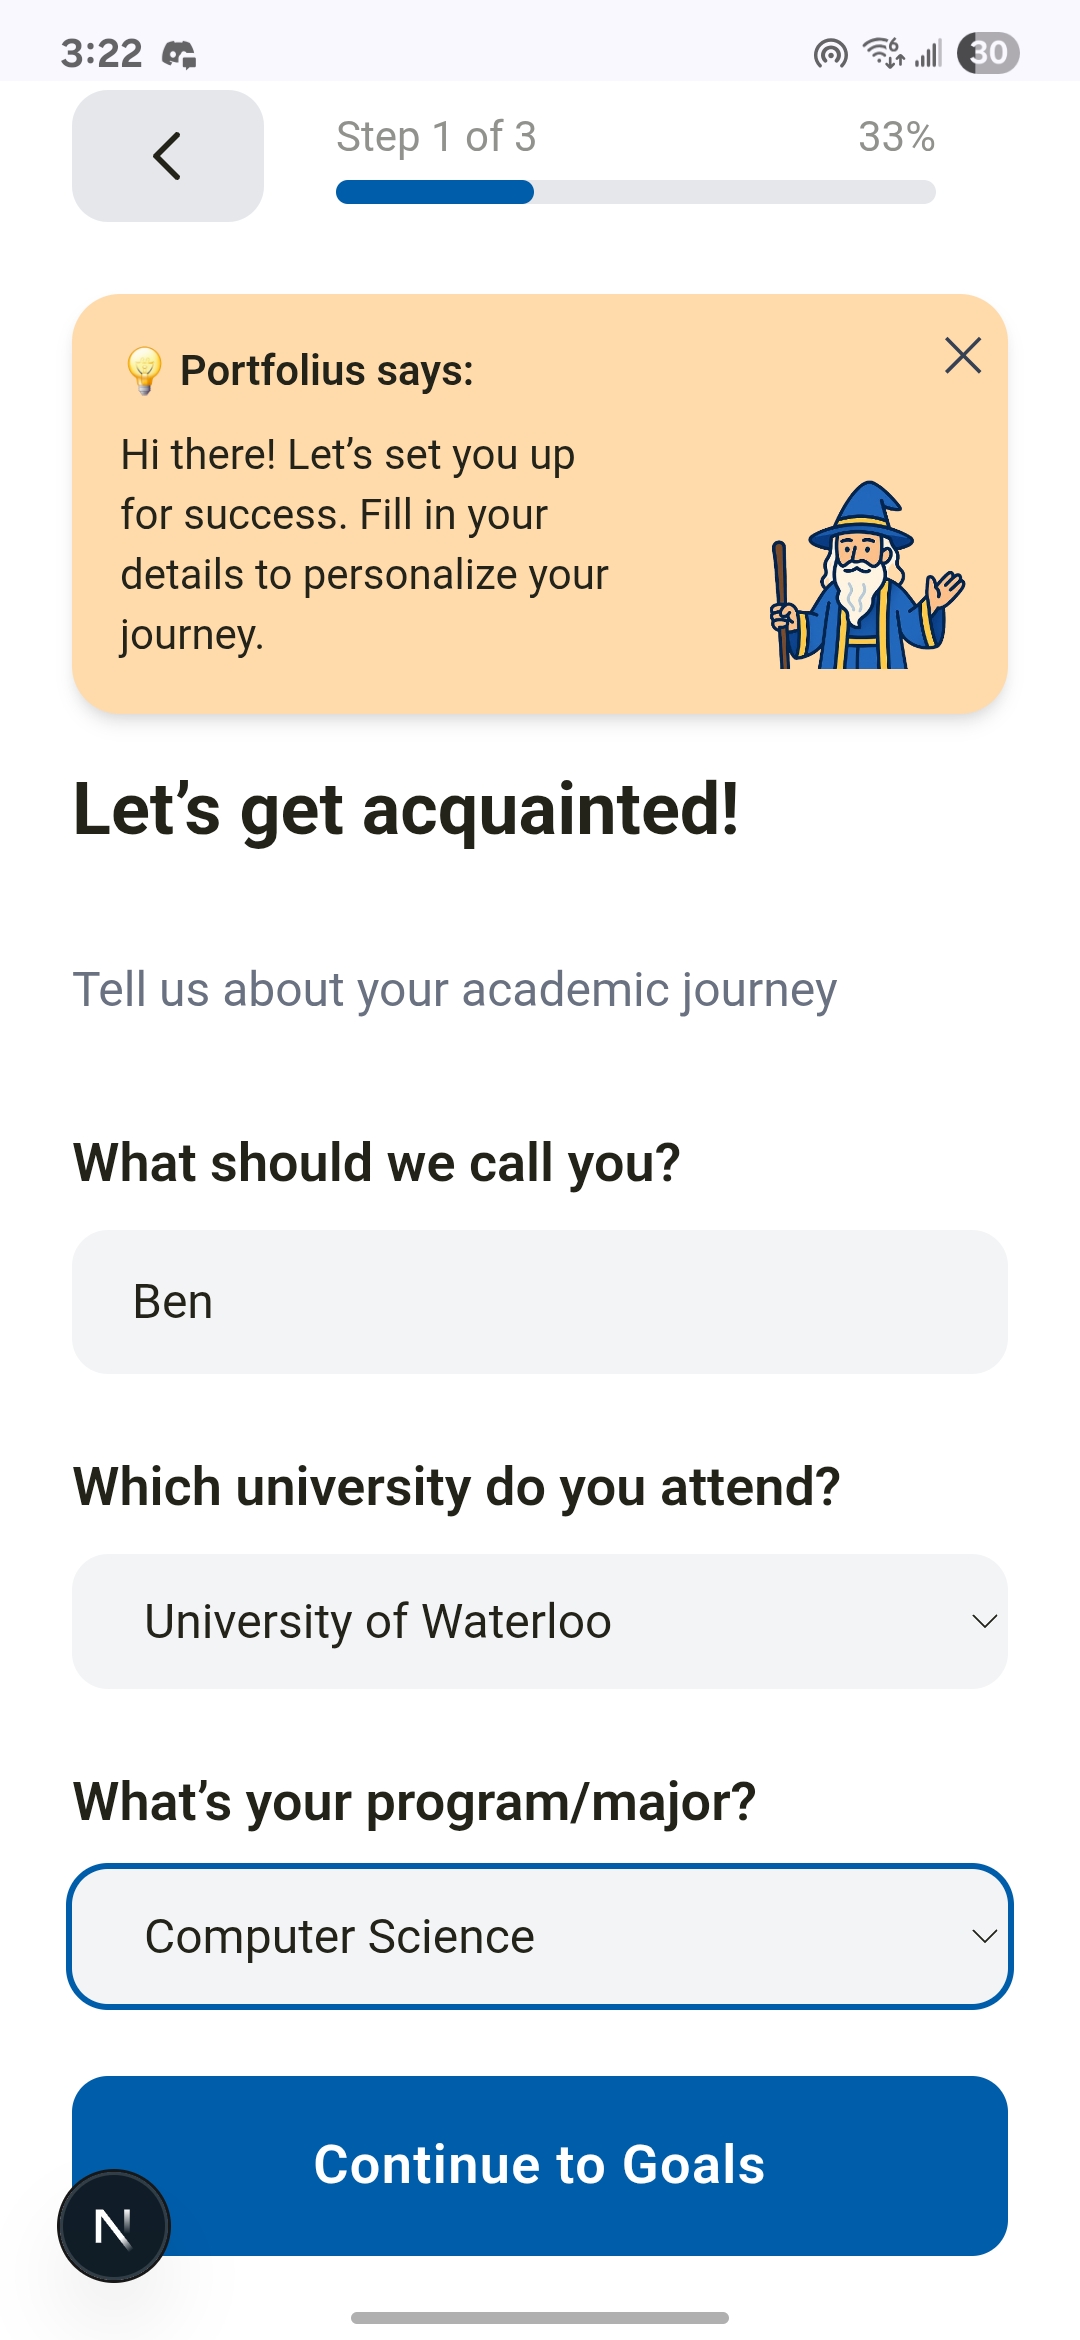 3:22
6
30
Step 1 of 3
33%
Portfolius says:
Hi there! Let’s set you up
for success. Fill in your
details to personalize your
journey.
Let’s get acquainted!
Tell us about your academic journey
What should we call you?
Ben
Which university do you attend?
University of Waterloo
What’s your program/major?
Computer Science
Continue to Goals
N